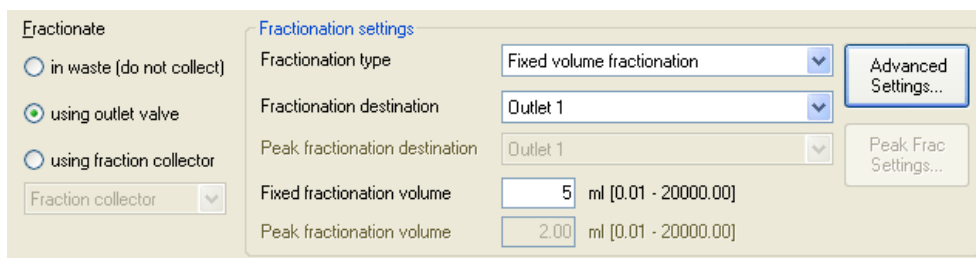 Fractionate
in waste (do not collect)
using outlet valve
using fraction collector
Fraction collector
Fractionation settings
Fractionation type
Fixed volume fractionation
Fractionation destination
Outlet 1
Peak fractionation destination
Outlet 1
Fixed fractionation volume
5 ml [0.01 - 20000.00]
Peak fractionation volume
2.00 ml [0.01 - 20000.00]
Advanced
Settings...
Peak Frac
Settings...